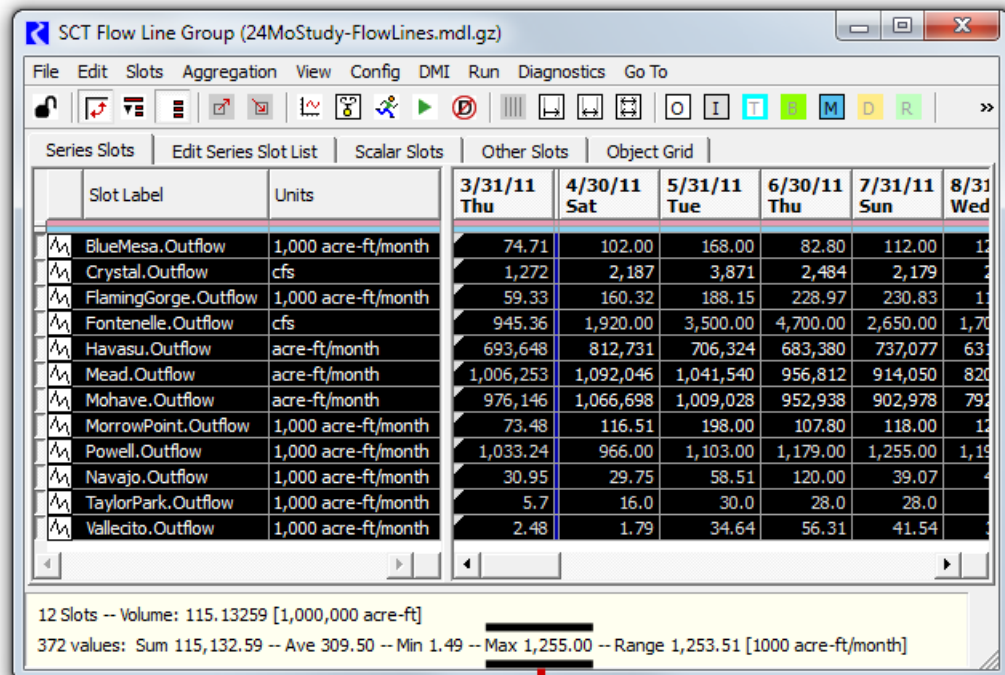 SCT Flow Line Group (24MoStudy-FlowLines.mdl.gz)
File Edit Slots Aggregation View Config DMI Run Diagnostics Go To
O I T B M D R »
Series Slots Edit Series Slot List Scalar Slots Other Slots Object Grid
Slot Label Units 3/31/11 Thu 4/30/11 Sat 5/31/11 Tue 6/30/11 Thu 7/31/11 Sun 8/31 Wed
BlueMesa.Outflow 1,000 acre-ft/month 74.71 102.00 168.00 82.80 112.00 12
Crystal.Outflow cfs 1,272 2,187 3,871 2,484 2,179 2
FlamingGorge.Outflow 1,000 acre-ft/month 59.33 160.32 188.15 228.97 230.83 11
Fontenelle.Outflow cfs 945.36 1,920.00 3,500.00 4,700.00 2,650.00 1,70
Havasu.Outflow acre-ft/month 693,648 812,731 706,324 683,380 737,077 631
Mead.Outflow acre-ft/month 1,006,253 1,092,046 1,041,540 956,812 914,050 820
Mohave.Outflow acre-ft/month 976,146 1,066,698 1,009,028 952,938 902,978 792
MorrowPoint.Outflow 1,000 acre-ft/month 73.48 116.51 198.00 107.80 118.00 12
Powell.Outflow 1,000 acre-ft/month 1,033.24 966.00 1,103.00 1,179.00 1,255.00 1,19
Navajo.Outflow 1,000 acre-ft/month 30.95 29.75 58.51 120.00 39.07
TaylorPark.Outflow 1,000 acre-ft/month 5.7 16.0 30.0 28.0 28.0
Vallecito.Outflow 1,000 acre-ft/month 2.48 1.79 34.64 56.31 41.54
12 Slots -- Volume: 115.13259 [1,000,000 acre-ft]
372 values: Sum 115,132.59 -- Ave 309.50 -- Min 1.49 -- Max 1,255.00 -- Range 1,253.51 [1000 acre-ft/month]